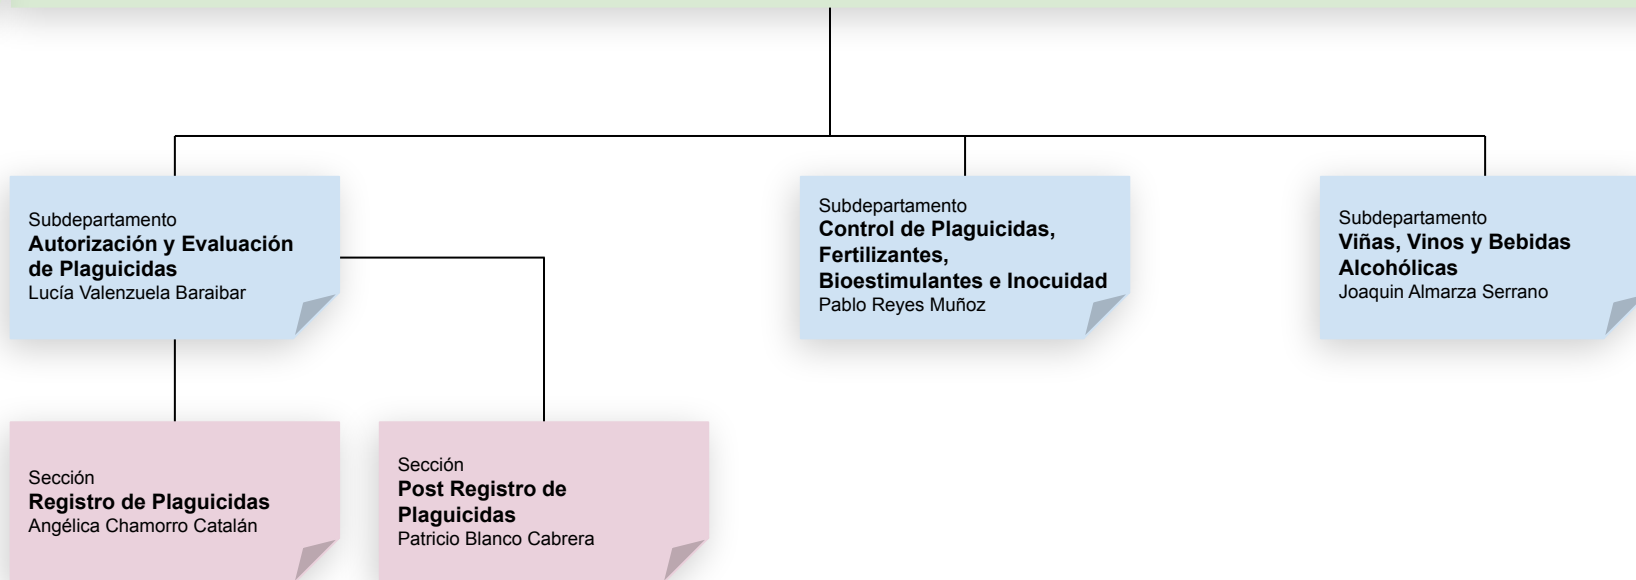 Subdepartamento
Autorización y Evaluación
de Plaguicidas
Lucía Valenzuela Baraibar
Subdepartamento
Control de Plaguicidas,
Fertilizantes,
Bioestimulantes e Inocuidad
Pablo Reyes Muñoz
Subdepartamento
Viñas, Vinos y Bebidas
Alcohólicas
Joaquin Almarza Serrano
Sección
Registro de Plaguicidas
Angélica Chamorro Catalán
Sección
Post Registro de
Plaguicidas
Patricio Blanco Cabrera